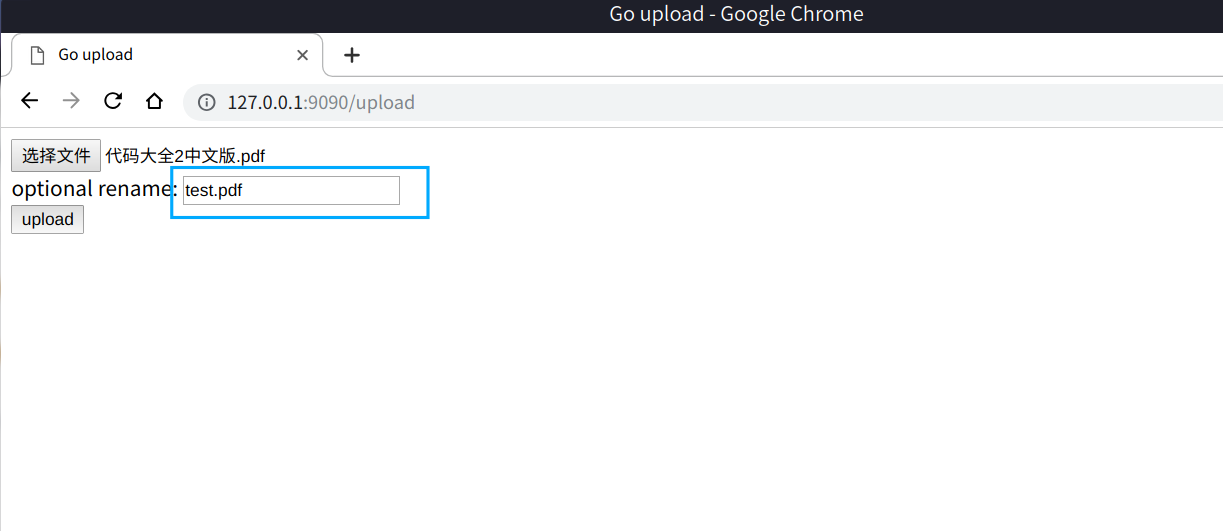 Go upload - Google Chrome
Go upload
127.0.0.1:9090/upload
选择文件 代码大全2中文版.pdf
optional rename: test.pdf
upload